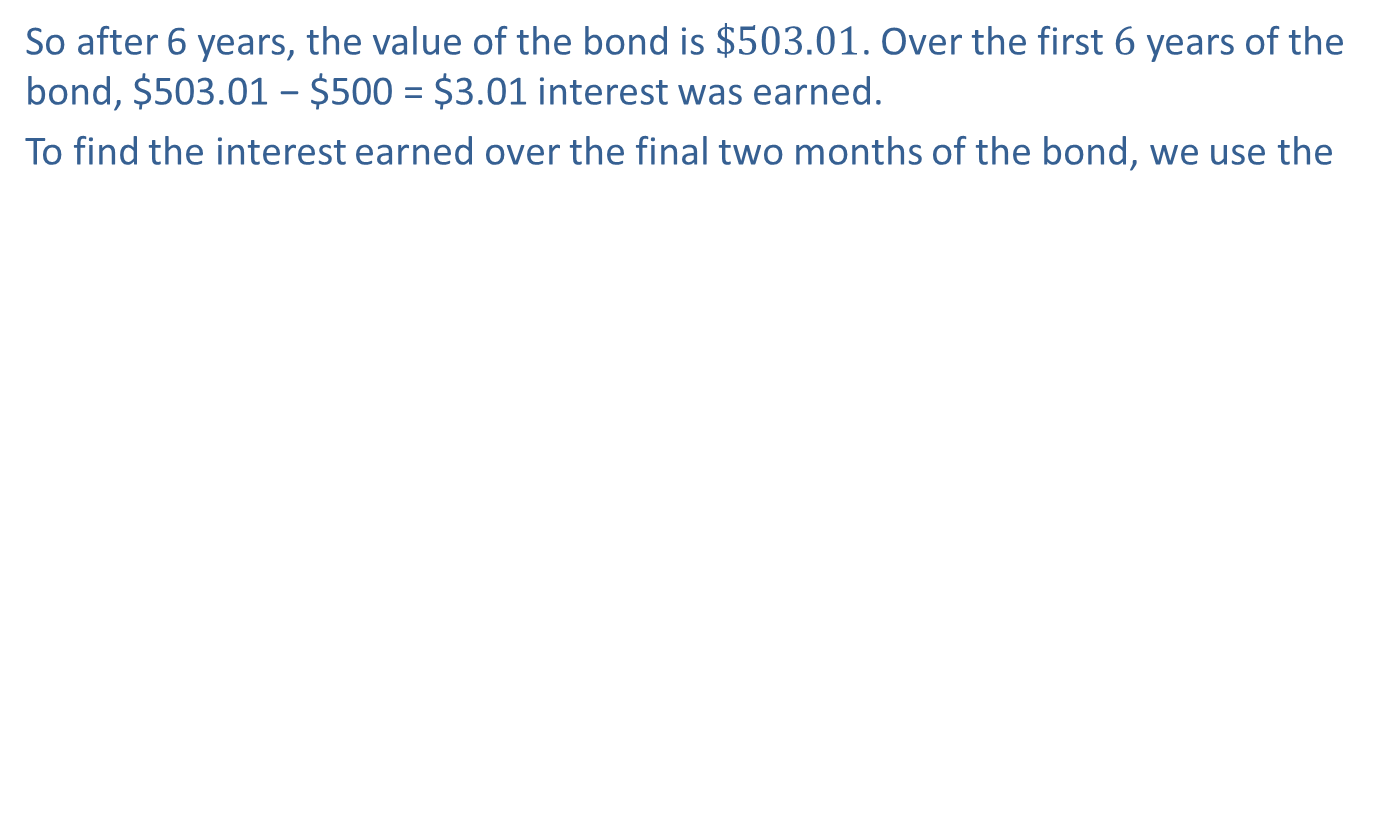 So after 6 years, the value of the bond is $503.01. Over the first 6 years of the
bond, $503.01 − $500 = $3.01 interest was earned.
To find the interest earned over the final two months of the bond, we use the